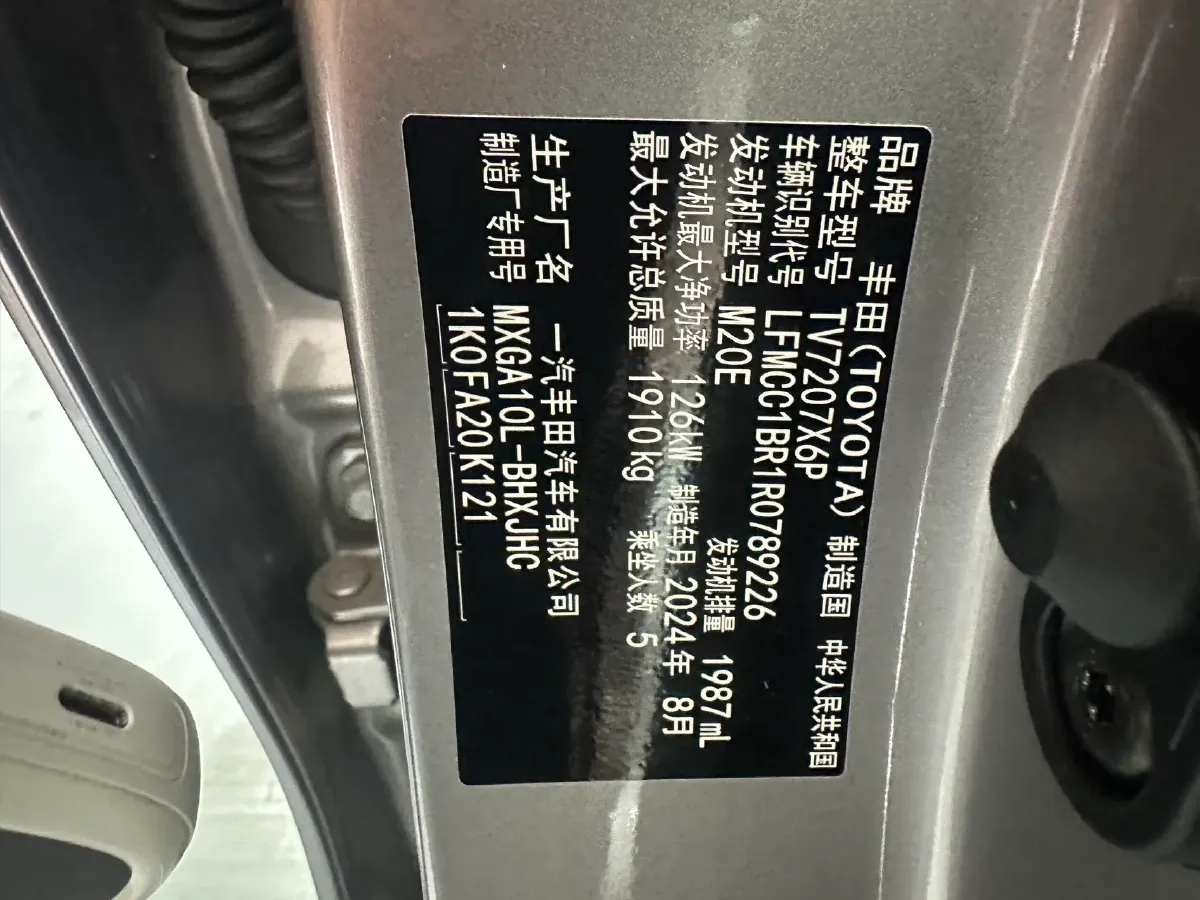 品牌 丰田(TOYOTA) 制造国 中华人民共和国
整车型号 TV7207X6P
车辆识别代号 LFMCC1BR1R0789226
发动机型号 M20E 发动机排量 1987mL
发动机最大净功率 126kW 制造年月 2024年 8月
最大允许总质量 1910kg 乘坐人数 5
生产厂名 一汽丰田汽车有限公司
制造厂专用号 MXGA10L-BHXJHC
1K0FA20K121